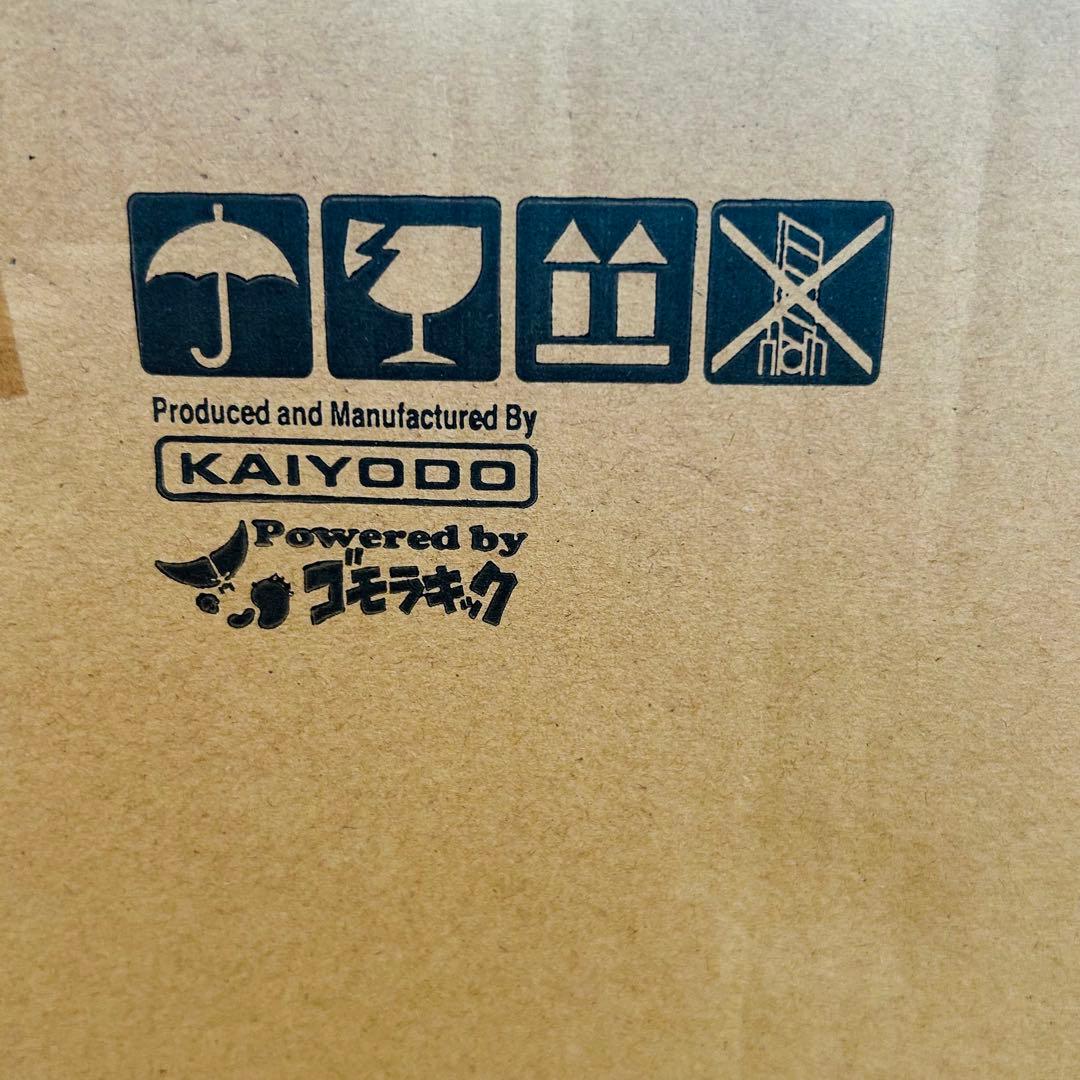 Produced and Manufactured By
KAIYODO
Powered by
ゴモラキック